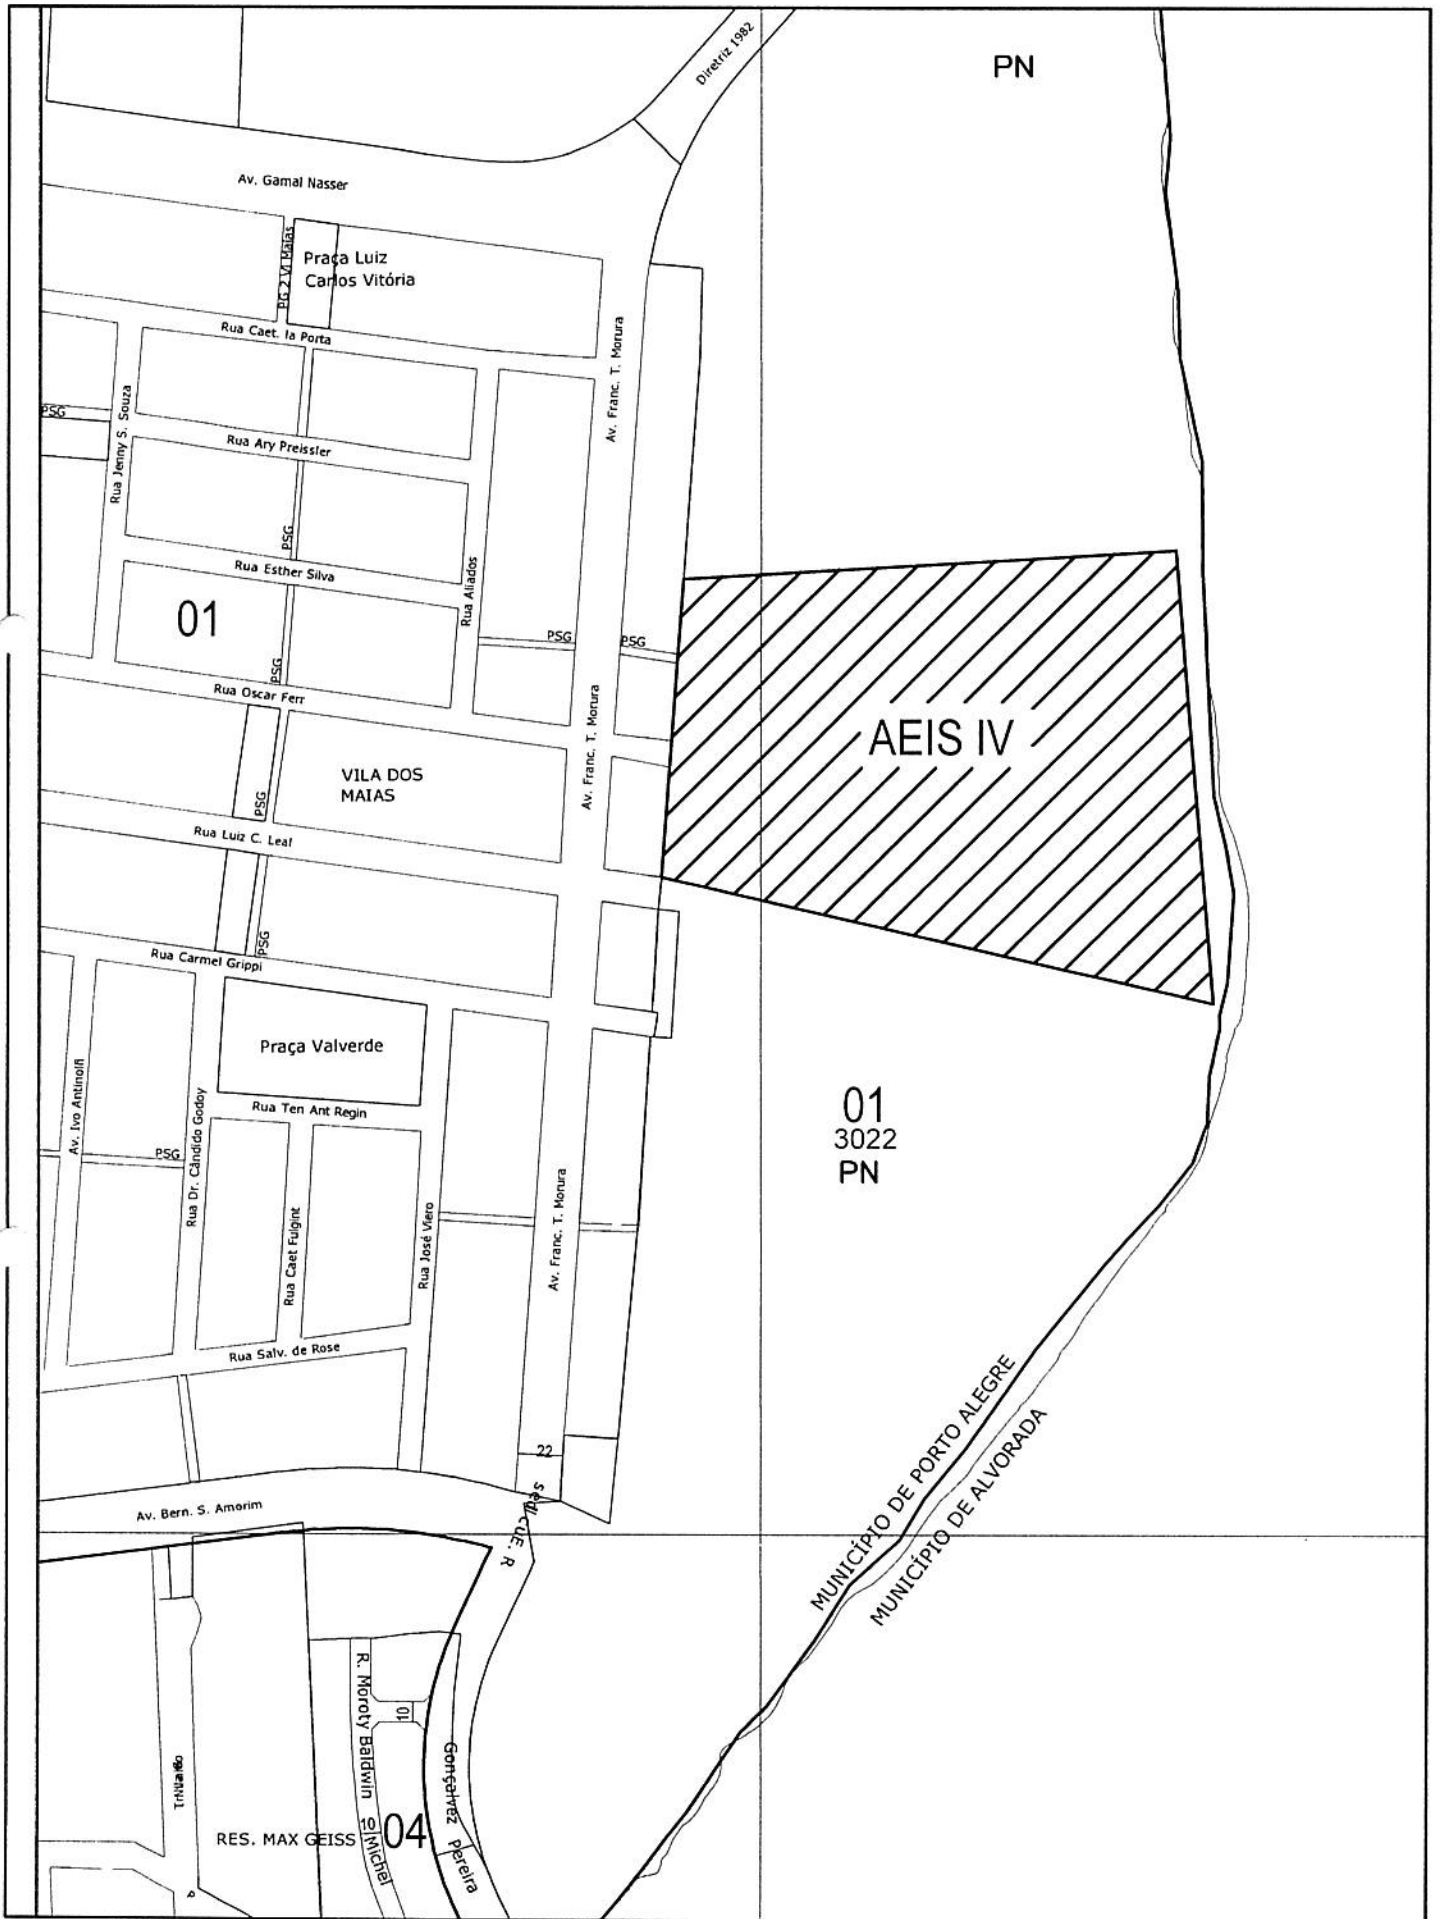 Diretriz 1982
PN
Av. Gamal Nasser
PG 2 VI Maias
Praça Luiz
Carlos Vitória
Rua Caet. la Porta
Av. Franc. T. Morura
PSG
Rua Jenny S. Souza
Rua Ary Preissler
PSG
Rua Esther Silva
Rua Aliados
01
PSG
PSG
PSG
Rua Oscar Ferr
AEIS IV
Av. Franc. T. Morura
VILA DOS
MAIAS
PSG
Rua Luiz C. Leal
PSG
Rua Carmel Grippi
Praça Valverde
Av. Ivo Antinolfi
Rua Dr. Cândido Godoy
Rua Ten Ant Regin
01
3022
PN
PSG
Rua Caet Fulgint
Rua José Viero
Av. Franc. T. Morura
Rua Salv. de Rose
MUNICÍPIO DE PORTO ALEGRE
MUNICÍPIO DE ALVORADA
22
Av. Bern. S. Amorim
R. Moroty Baldwin
10
Gonçalvez
Pereira
10
Michel
RES. MAX GEISS
04